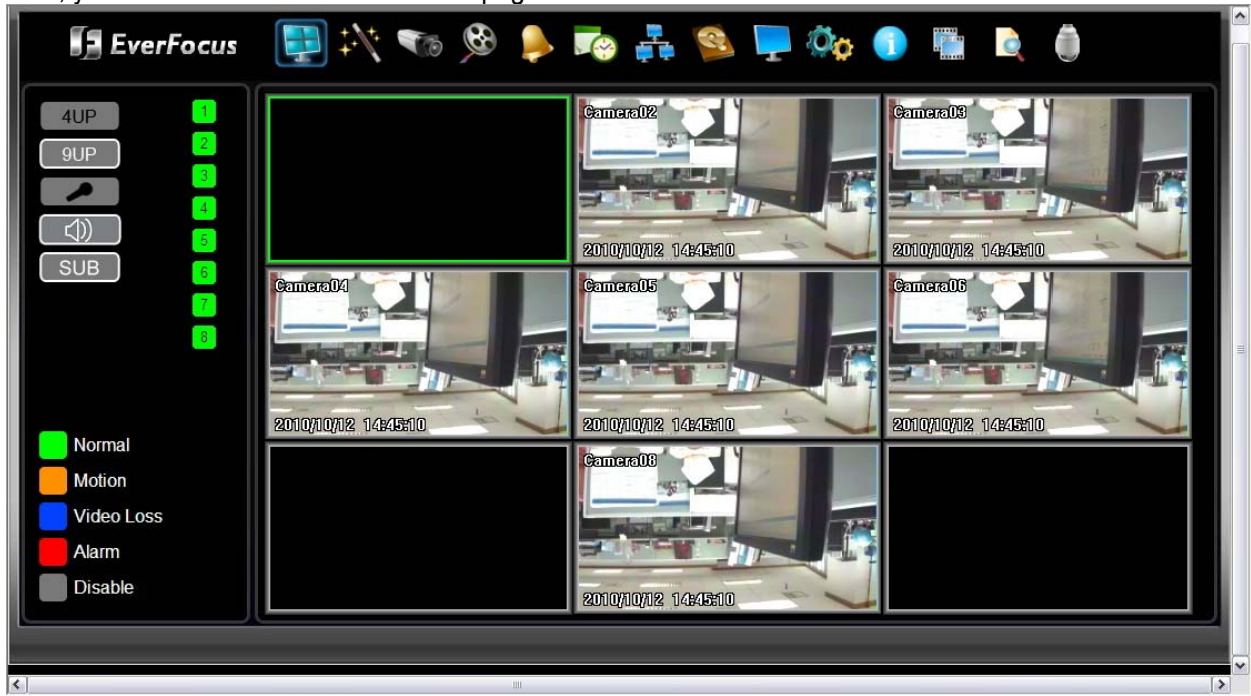 EverFocus
4UP
9UP
SUB
1
2
3
4
5
6
7
8
Normal
Motion
Video Loss
Alarm
Disable
Camera02
2010/10/12 14:45:10
Camera03
2010/10/12 14:45:10
Camera04
2010/10/12 14:45:10
Camera05
2010/10/12 14:45:10
Camera06
2010/10/12 14:45:10
Camera08
2010/10/12 14:45:10